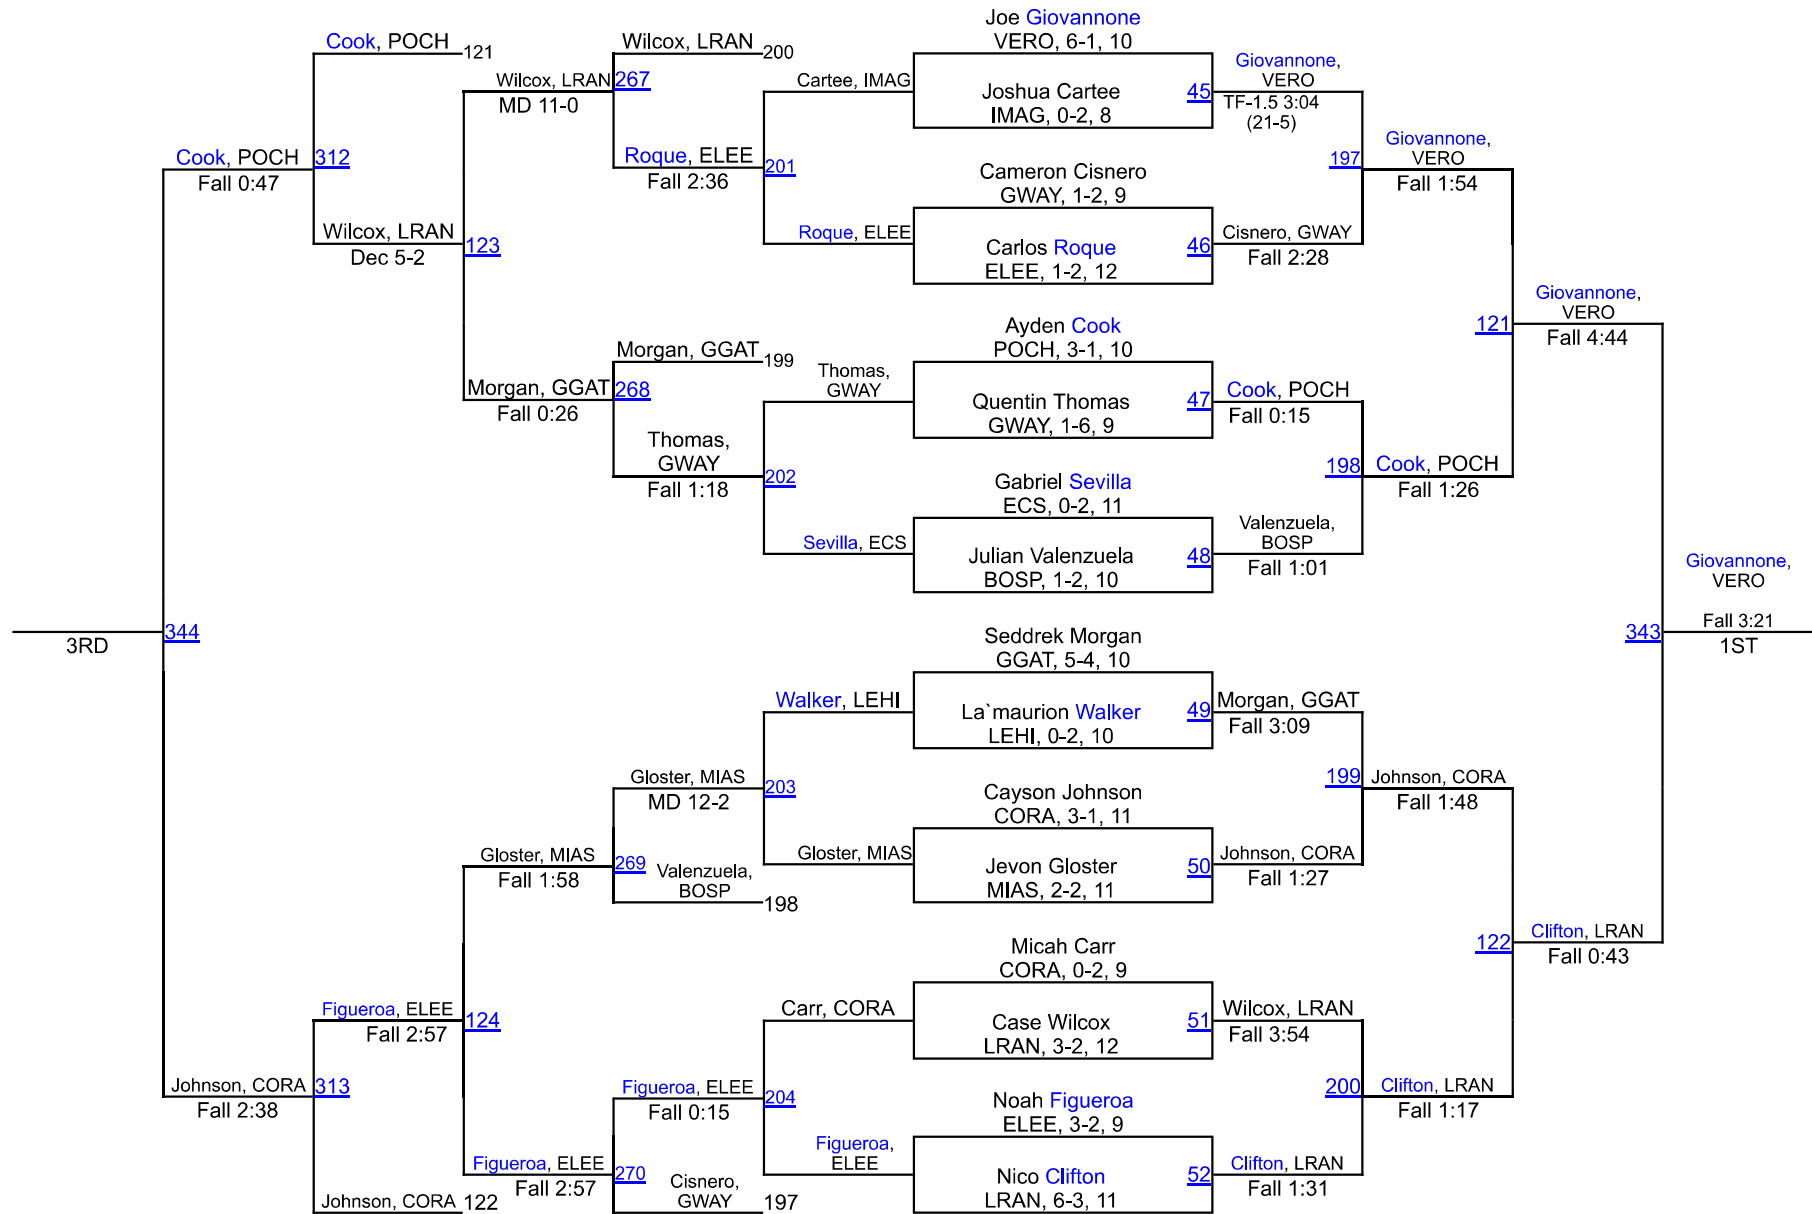 Joe Giovannone
VERO, 6-1, 10
Joshua Cartee
IMAG, 0-2, 8
45
Cameron Cisnero
GWAY, 1-2, 9
Carlos Roque
ELEE, 1-2, 12
46
Ayden Cook
POCH, 3-1, 10
Quentin Thomas
GWAY, 1-6, 9
47
Gabriel Sevilla
ECS, 0-2, 11
Julian Valenzuela
BOSP, 1-2, 10
48
Seddrek Morgan
GGAT, 5-4, 10
La`maurion Walker
LEHI, 0-2, 10
49
Cayson Johnson
CORA, 3-1, 11
Jevon Gloster
MIAS, 2-2, 11
50
Micah Carr
CORA, 0-2, 9
Case Wilcox
LRAN, 3-2, 12
51
Noah Figueroa
ELEE, 3-2, 9
Nico Clifton
LRAN, 6-3, 11
52
Giovannone,
VERO
TF-1.5 3:04
(21-5)
197
Cisnero, GWAY
Fall 2:28
Cook, POCH
Fall 0:15
198
Valenzuela,
BOSP
Fall 1:01
Morgan, GGAT
Fall 3:09
199
Johnson, CORA
Fall 1:27
Wilcox, LRAN
Fall 3:54
200
Clifton, LRAN
Fall 1:31
Giovannone,
VERO
Fall 1:54
121
Cook, POCH
Fall 1:26
Johnson, CORA
Fall 1:48
122
Clifton, LRAN
Fall 1:17
Giovannone,
VERO
Fall 4:44
343
Clifton, LRAN
Fall 0:43
Giovannone,
VERO
Fall 3:21
1ST
Cartee, IMAG
201
Roque, ELEE
Thomas,
GWAY
202
Sevilla, ECS
Walker, LEHI
203
Gloster, MIAS
Carr, CORA
204
Figueroa,
ELEE
Wilcox, LRAN
200
267
Roque, ELEE
Fall 2:36
Morgan, GGAT
199
268
Thomas,
GWAY
Fall 1:18
Gloster, MIAS
MD 12-2
269
Valenzuela,
BOSP
198
Figueroa, ELEE
Fall 0:15
270
Cisnero,
GWAY
197
Wilcox, LRAN
MD 11-0
123
Morgan, GGAT
Fall 0:26
Gloster, MIAS
Fall 1:58
124
Figueroa, ELEE
Fall 2:57
Cook, POCH
121
312
Wilcox, LRAN
Dec 5-2
Figueroa, ELEE
Fall 2:57
313
Johnson, CORA
122
Cook, POCH
Fall 0:47
344
Johnson, CORA
Fall 2:38
3RD